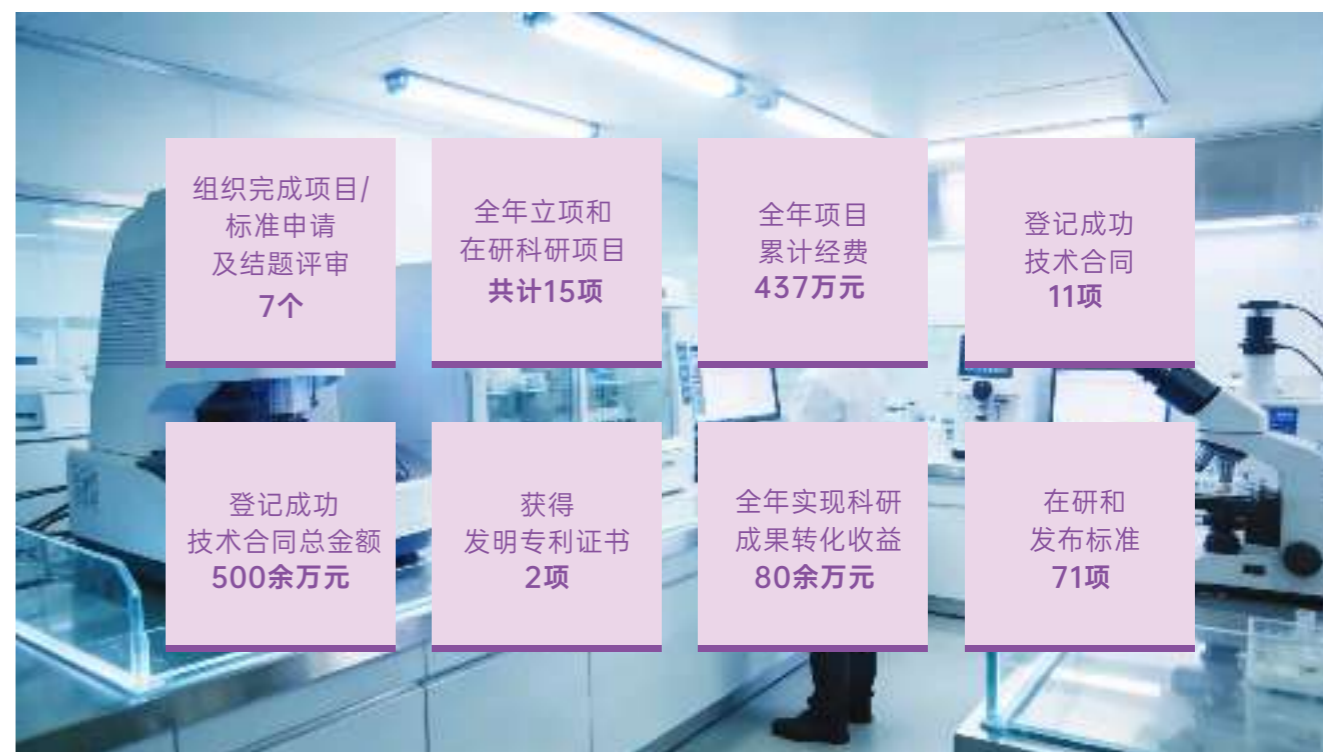 组织完成项目/
标准申请
及结题评审
7个
全年立项和
在研科研项目
共计15项
全年项目
累计经费
437万元
登记成功
技术合同
11项
登记成功
技术合同总金额
500余万元
获得
发明专利证书
2项
全年实现科研
成果转化收益
80余万元
在研和
发布标准
71项